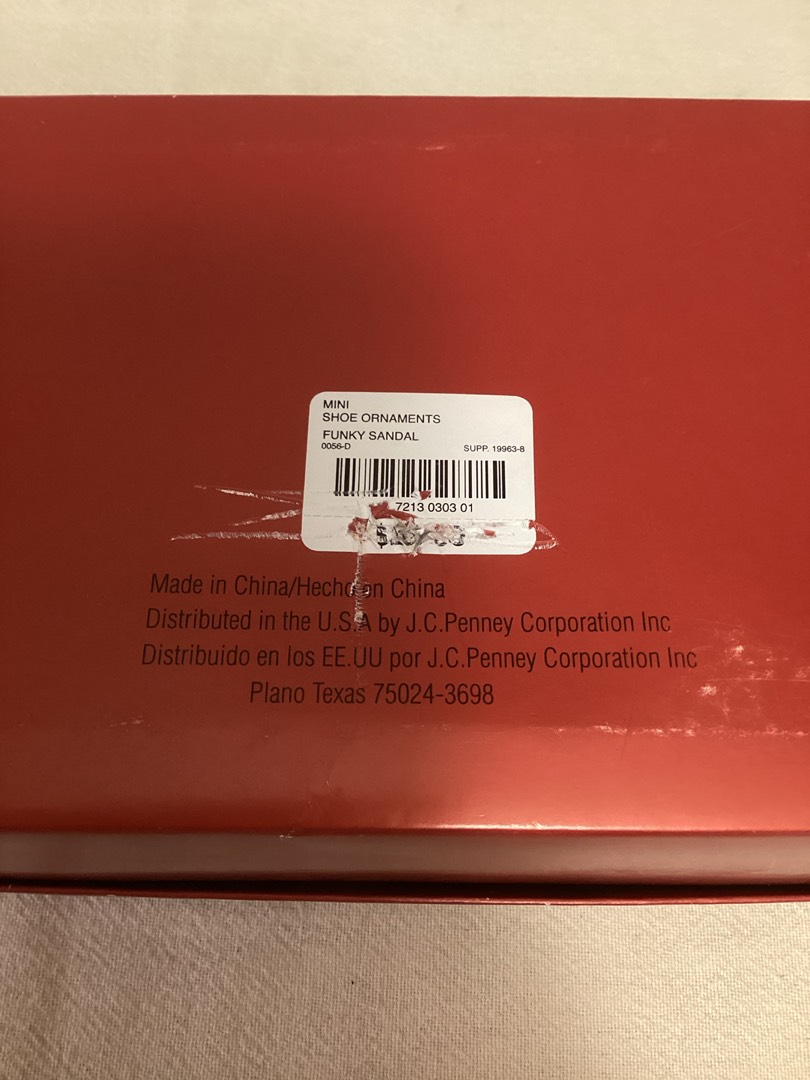 MINI
SHOE ORNAMENTS
FUNKY SANDAL
0056-D SUPP. 19963-8
7213 0303 01
Made in China/Hecho en China
Distributed in the U.S.A by J.C.Penney Corporation Inc
Distribuido en los EE.UU por J.C.Penney Corporation Inc
Plano Texas 75024-3698